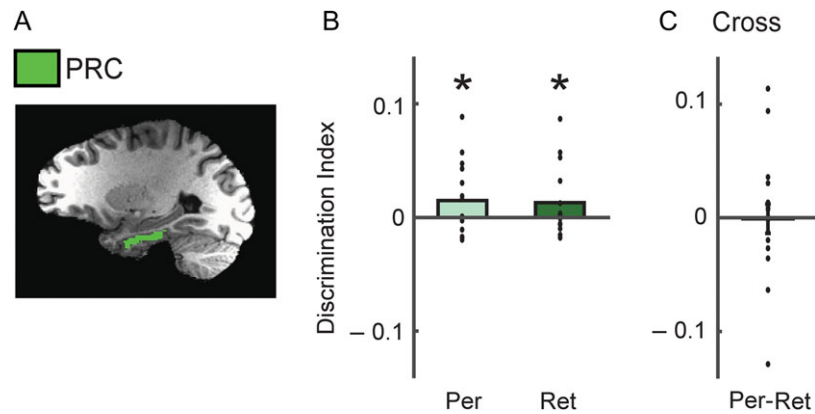 A
PRC
B
Discrimination Index
0.1
0
– 0.1
*
*
Per
Ret
C Cross
0.1
0
– 0.1
Per-Ret